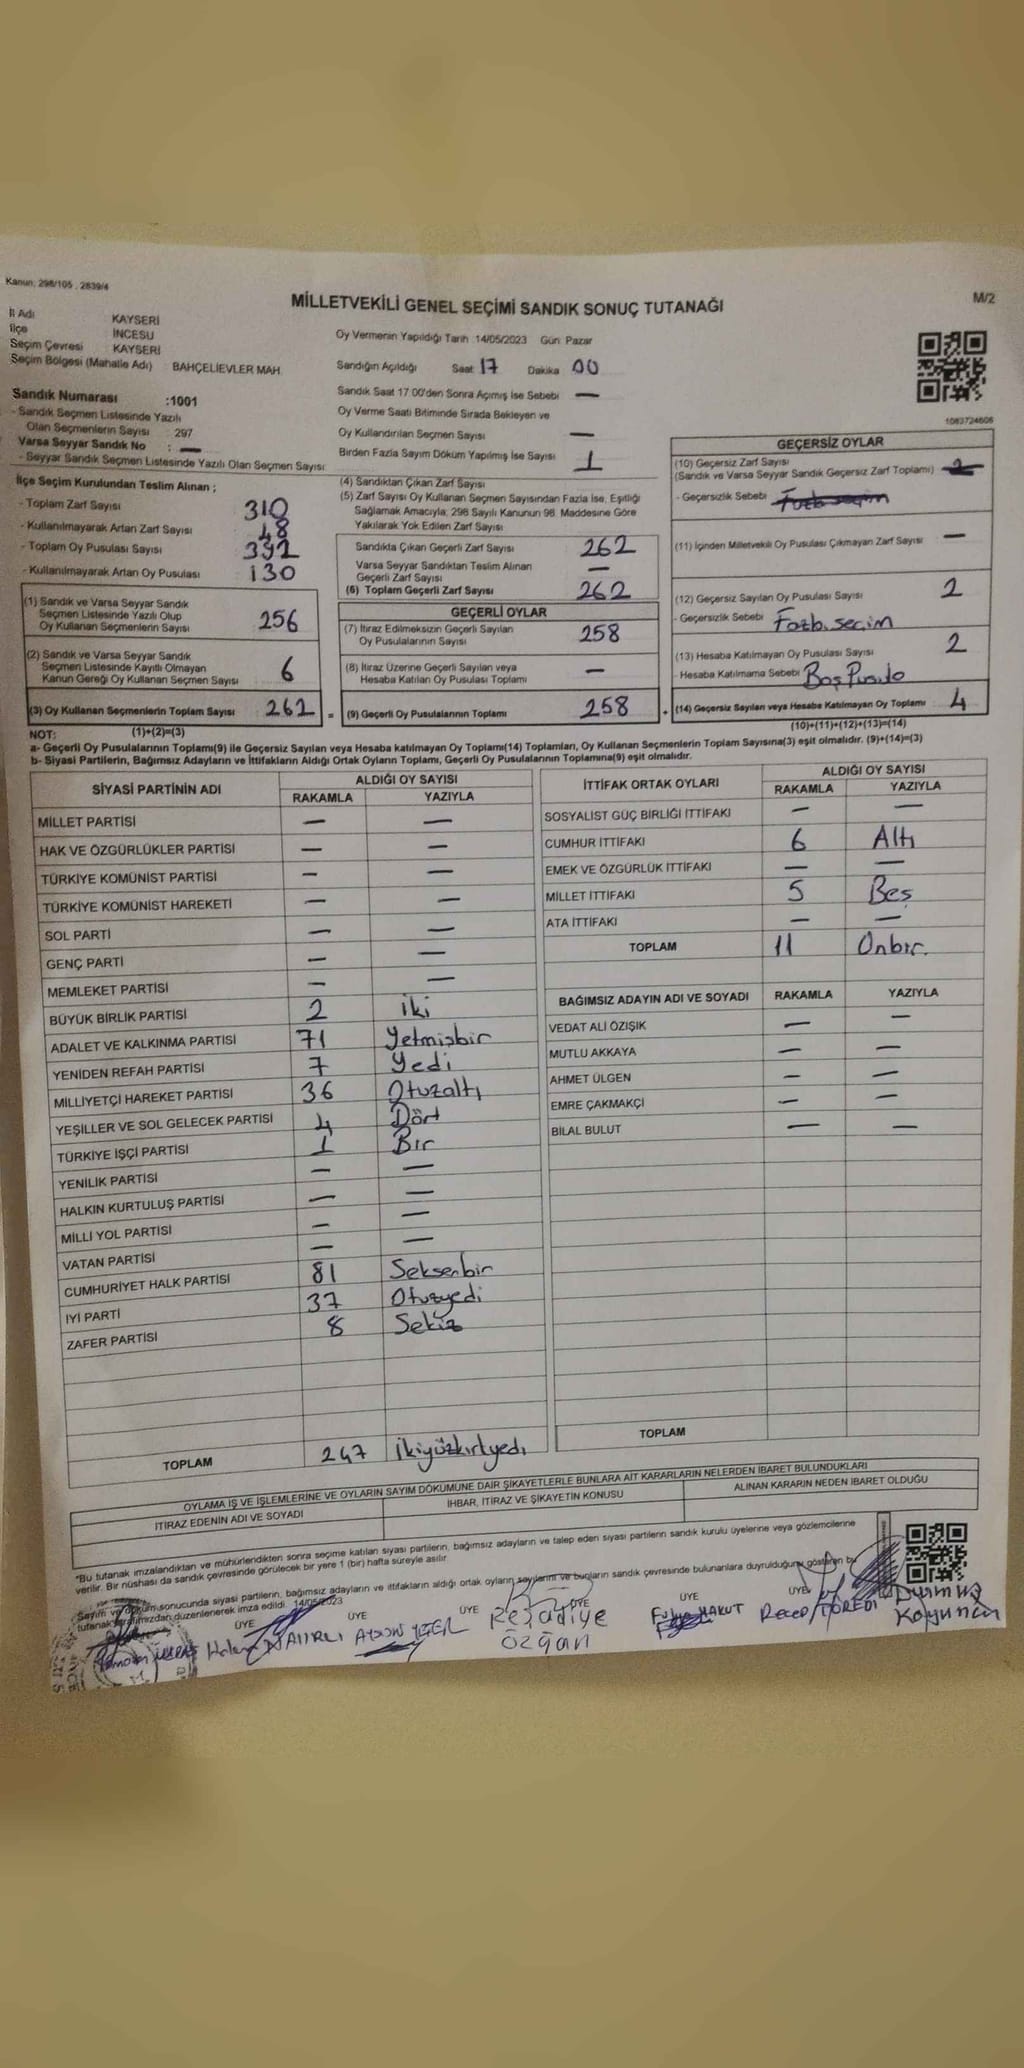 Kanun: 298/105 , 2839/4
MİLLETVEKİLİ GENEL SEÇİMİ SANDIK SONUÇ TUTANAĞI
M/2
İl Adı KAYSERİ
İlçe İNCESU
Seçim Çevresi KAYSERİ
Seçim Bölgesi (Mahalle Adı) BAHÇELİEVLER MAH.
Sandık Numarası :1001
- Sandık Seçmen Listesinde Yazılı
Olan Seçmenlerin Sayısı : 297
Varsa Seyyar Sandık No : —
- Seyyar Sandık Seçmen Listesinde Yazılı Olan Seçmen Sayısı:
Oy Vermenin Yapıldığı Tarih :14/05/2023 Gün: Pazar
Sandığın Açıldığı Saat 17 Dakika 00
Sandık Saat 17:00'den Sonra Açımış İse Sebebi —
Oy Verme Saati Bitiminde Sırada Bekleyen ve
Oy Kullandırılan Seçmen Sayısı —
Birden Fazla Sayım Döküm Yapılmış İse Sayısı 1
1083724606
İlçe Seçim Kurulundan Teslim Alınan ;
- Toplam Zarf Sayısı 310
- Kullanılmayarak Artan Zarf Sayısı 48
- Toplam Oy Pusulası Sayısı 392
- Kullanılmayarak Artan Oy Pusulası 130
(1) Sandık ve Varsa Seyyar Sandık
Seçmen Listesinde Yazılı Olup
Oy Kullanan Seçmenlerin Sayısı 256
(2) Sandık ve Varsa Seyyar Sandık
Seçmen Listesinde Kayıtlı Olmayan
Kanun Gereği Oy Kullanan Seçmen Sayısı 6
(3) Oy Kullanan Seçmenlerin Toplam Sayısı 262 =
(4) Sandıktan Çıkan Zarf Sayısı
(5) Zarf Sayısı Oy Kullanan Seçmen Sayısından Fazla İse, Eşitliği
Sağlamak Amacıyla; 298 Sayılı Kanunun 98. Maddesine Göre
Yakılarak Yok Edilen Zarf Sayısı
Sandıkta Çıkan Geçerli Zarf Sayısı 262
Varsa Seyyar Sandıktan Teslim Alınan
Geçerli Zarf Sayısı —
(6) Toplam Geçerli Zarf Sayısı 262
GEÇERLİ OYLAR
(7) İtiraz Edilmeksizin Geçerli Sayılan
Oy Pusulalarının Sayısı 258
(8) İtiraz Üzerine Geçerli Sayılan veya
Hesaba Katılan Oy Pusulası Toplamı —
(9) Geçerli Oy Pusulalarının Toplamı 258 +
GEÇERSİZ OYLAR
(10) Geçersiz Zarf Sayısı
(Sandık ve Varsa Seyyar Sandık Geçersiz Zarf Toplamı) 2
- Geçersizlik Sebebi Fazla seçim
(11) İçinden Milletvekili Oy Pusulası Çıkmayan Zarf Sayısı —
(12) Geçersiz Sayılan Oy Pusulası Sayısı 2
- Geçersizlik Sebebi Fazla seçim
(13) Hesaba Katılmayan Oy Pusulası Sayısı 2
- Hesaba Katılmama Sebebi Boş Pusula
(14) Geçersiz Sayılan veya Hesaba Katılmayan Oy Toplamı 4
NOT: (1)+(2)=(3) (10)+(11)+(12)+(13)=(14)
a- Geçerli Oy Pusulalarının Toplamı(9) ile Geçersiz Sayılan veya Hesaba katılmayan Oy Toplamı(14) Toplamları, Oy Kullanan Seçmenlerin Toplam Sayısına(3) eşit olmalıdır. (9)+(14)=(3)
b- Siyasi Partilerin, Bağımsız Adayların ve İttifakların Aldığı Ortak Oyların Toplamı, Geçerli Oy Pusulalarının Toplamına(9) eşit olmalıdır.
SİYASİ PARTİNİN ADI ALDIĞI OY SAYISI
RAKAMLA YAZIYLA
MİLLET PARTİSİ — —
HAK VE ÖZGÜRLÜKLER PARTİSİ — —
TÜRKİYE KOMÜNİST PARTİSİ — —
TÜRKİYE KOMÜNİST HAREKETİ — —
SOL PARTİ — —
GENÇ PARTİ — —
MEMLEKET PARTİSİ — —
BÜYÜK BİRLİK PARTİSİ 2 İki
ADALET VE KALKINMA PARTİSİ 71 Yetmişbir
YENİDEN REFAH PARTİSİ 7 Yedi
MİLLİYETÇİ HAREKET PARTİSİ 36 Otuzaltı
YEŞİLLER VE SOL GELECEK PARTİSİ 4 Dört
TÜRKİYE İŞÇİ PARTİSİ 1 Bir
YENİLİK PARTİSİ — —
HALKIN KURTULUŞ PARTİSİ — —
MİLLİ YOL PARTİSİ — —
VATAN PARTİSİ — —
CUMHURİYET HALK PARTİSİ 81 Seksenbir
İYİ PARTİ 37 Otuzyedi
ZAFER PARTİSİ 8 Sekiz
TOPLAM 247 İkiyüzkırkyedi
İTTİFAK ORTAK OYLARI ALDIĞI OY SAYISI
RAKAMLA YAZIYLA
SOSYALİST GÜÇ BİRLİĞİ İTTİFAKI — —
CUMHUR İTTİFAKI 6 Altı
EMEK VE ÖZGÜRLÜK İTTİFAKI — —
MİLLET İTTİFAKI 5 Beş
ATA İTTİFAKI — —
TOPLAM 11 Onbir.
BAĞIMSIZ ADAYIN ADI VE SOYADI RAKAMLA YAZIYLA
VEDAT ALİ ÖZIŞIK — —
MUTLU AKKAYA — —
AHMET ÜLGEN — —
EMRE ÇAKMAKÇİ — —
BİLAL BULUT — —
TOPLAM
OYLAMA İŞ VE İŞLEMLERİNE VE OYLARIN SAYIM DÖKÜMÜNE DAİR ŞİKAYETLERLE BUNLARA AİT KARARLARIN NELERDEN İBARET BULUNDUKLARI
İTİRAZ EDENİN ADI VE SOYADI İHBAR, İTİRAZ VE ŞİKAYETİN KONUSU ALINAN KARARIN NEDEN İBARET OLDUĞU
*Bu tutanak imzalandıktan ve mühürlendikten sonra seçime katılan siyasi partilerin, bağımsız adayların ve talep eden siyasi partilerin sandık kurulu üyelerine veya gözlemcilerine
verilir. Bir nüshası da sandık çevresinde görülecek bir yere 1 (bir) hafta süreyle asılır.
Sayım ve döküm sonucunda siyasi partilerin, bağımsız adayların ve ittifakların aldığı ortak oyların sayılarını ve bunların sandık çevresinde bulunanlara duyrulduğunu gösteren bu
tutanak tarafımızdan düzenlenerek imza edildi. 14/05/2023
ÜYE ÜYE ÜYE ÜYE ÜYE ÜYE
Reşadiye Özgan
Recep TÖREDİ
Durmuş Koyuncu